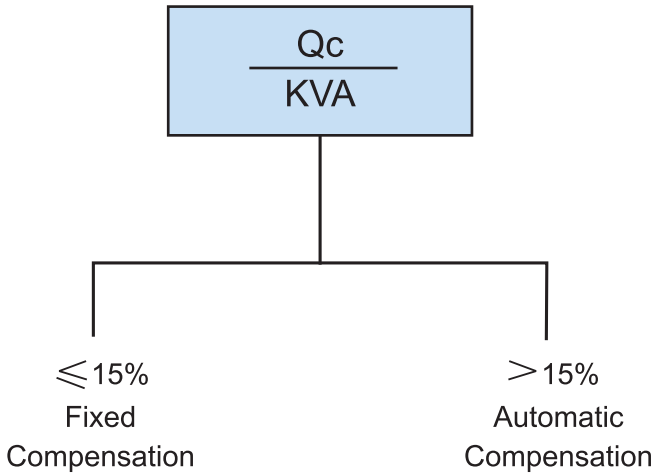 Qc
KVA
⩽15%
Fixed
Compensation
>15%
Automatic
Compensation